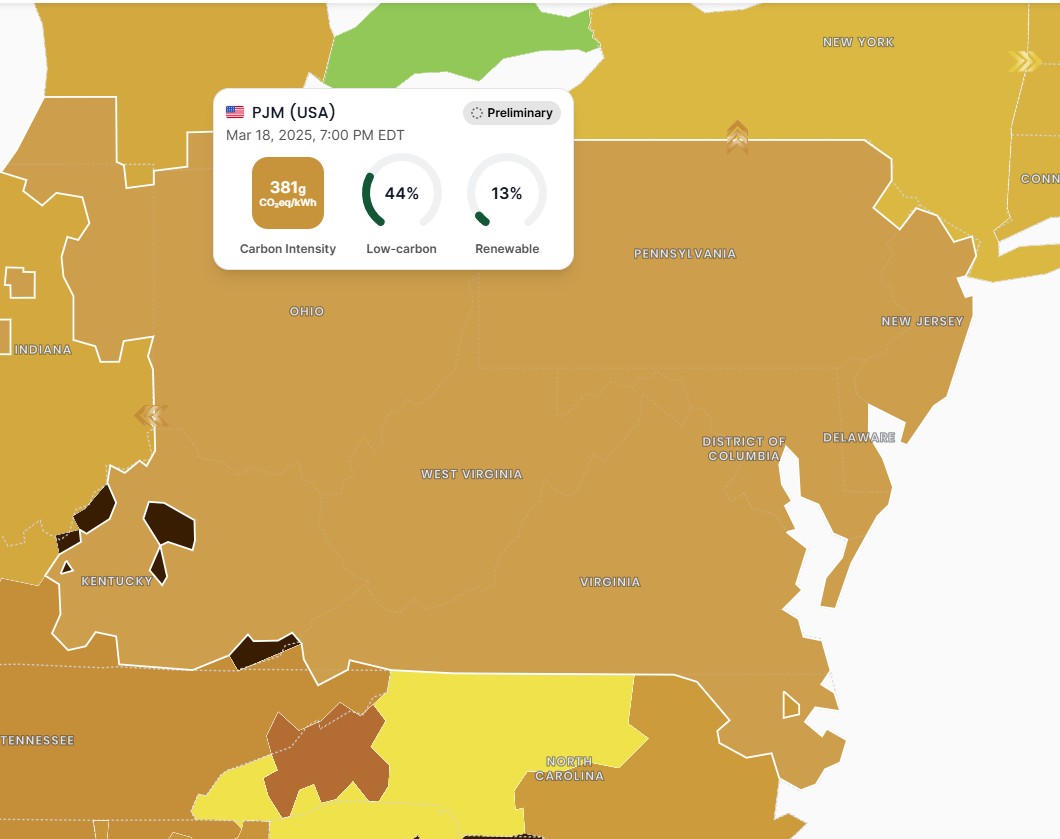 NEW YORK
PJM (USA)
Preliminary
Mar 18, 2025, 7:00 PM EDT
381g
CO₂eq/kWh
44%
13%
Carbon Intensity
Low-carbon
Renewable
CONN
PENNSYLVANIA
OHIO
NEW JERSEY
INDIANA
DISTRICT OF
COLUMBIA
DELAWARE
WEST VIRGINIA
KENTUCKY
VIRGINIA
TENNESSEE
NORTH
CAROLINA